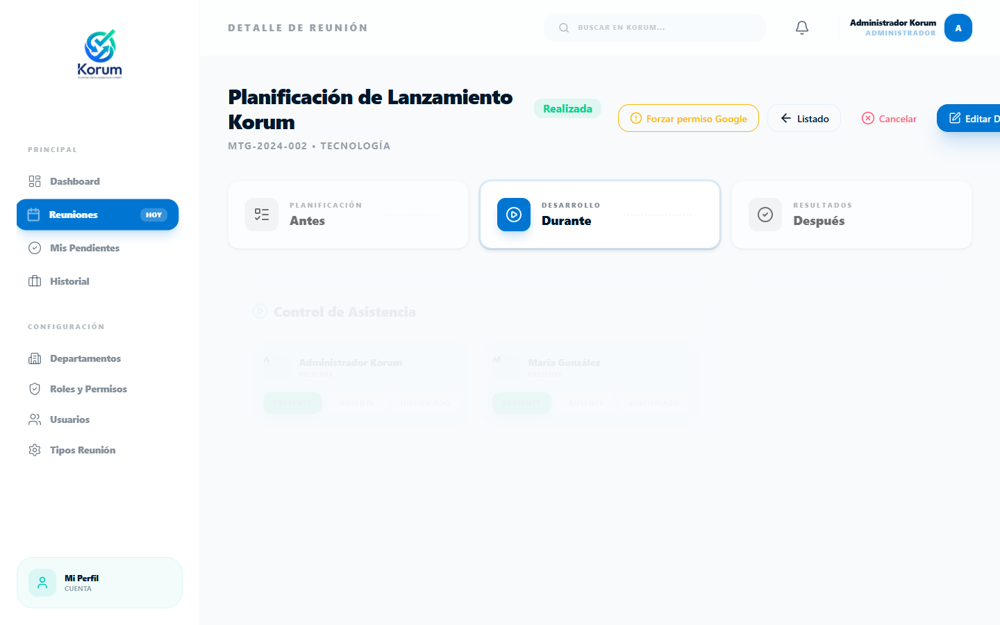 Korum
DETALLE DE REUNIÓN
BUSCAR EN KORUM...
Administrador Korum
ADMINISTRADOR
A
PRINCIPAL
Dashboard
Reuniones
HOY
Mis Pendientes
Historial
CONFIGURACIÓN
Departamentos
Roles y Permisos
Usuarios
Tipos Reunión
Mi Perfil
CUENTA
Planificación de Lanzamiento
Korum
MTG-2024-002 • TECNOLOGÍA
Realizada
Forzar permiso Google
Listado
Cancelar
Editar D
PLANIFICACIÓN
Antes
DESARROLLO
Durante
RESULTADOS
Después
Control de Asistencia
A
Administrador Korum
PRESENTE
PRESENTE
AUSENTE
JUSTIFICADO
M
María González
PRESENTE
PRESENTE
AUSENTE
JUSTIFICADO